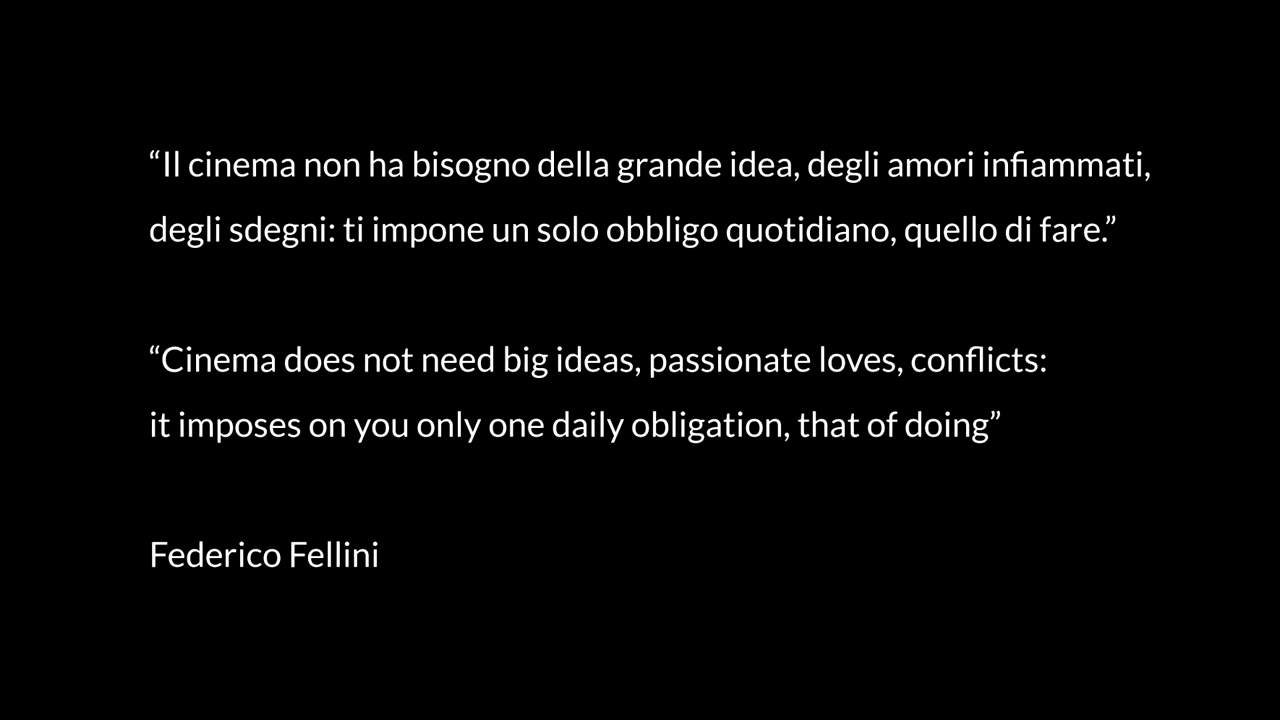 “Il cinema non ha bisogno della grande idea, degli amori infiammati,
degli sdegni: ti impone un solo obbligo quotidiano, quello di fare.”
“Cinema does not need big ideas, passionate loves, conflicts:
it imposes on you only one daily obligation, that of doing”
Federico Fellini